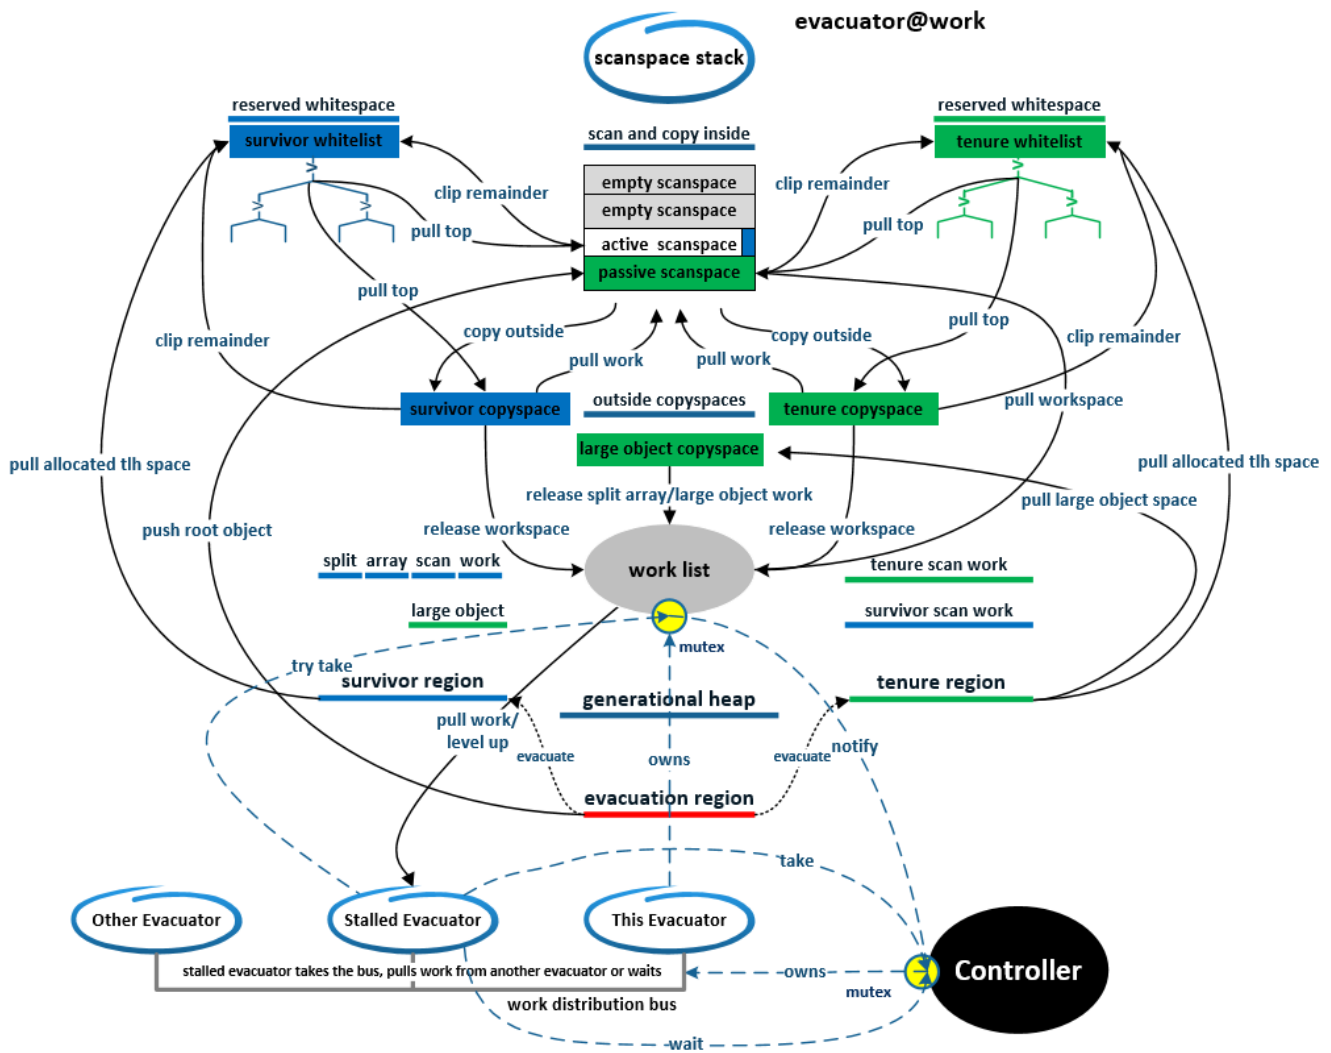 evacuator@work
scanspace stack
reserved whitespace
reserved whitespace
survivor whitelist
scan and copy inside
tenure whitelist
empty scanspace
clip remainder
clip remainder
empty scanspace
pull top
pull top
active scanspace
passive scanspace
pull top
pull top
copy outside
copy outside
clip remainder
clip remainder
pull work
pull work
outside copyspaces
pull workspace
survivor copyspace
tenure copyspace
large object copyspace
pull allocated tlh space
pull allocated tlh space
release split array/large object work
pull large object space
push root object
release workspace
release workspace
split array scan work
work list
tenure scan work
large object
survivor scan work
mutex
try take
survivor region
tenure region
generational heap
pull work/
level up
notify
evacuate
owns
evacuate
evacuation region
take
Other Evacuator
Stalled Evacuator
This Evacuator
stalled evacuator takes the bus, pulls work from another evacuator or waits
owns
Controller
mutex
work distribution bus
wait